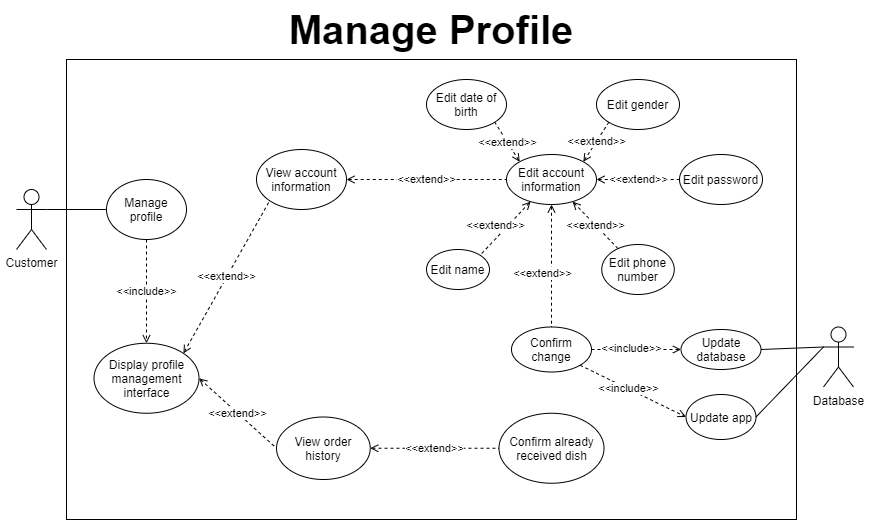 Manage Profile
Edit date of
birth
Edit gender
<<extend>>
<<extend>>
View account
information
<<extend>>
Edit account
information
<<extend>>
Edit password
Manage
profile
<<extend>>
<<extend>>
Customer
Edit name
Edit phone
number
<<extend>>
<<extend>>
<<include>>
Confirm
change
<<include>>
Update
database
Display profile
management
interface
<<include>>
Database
<<extend>>
Update app
View order
history
<<extend>>
Confirm already
received dish